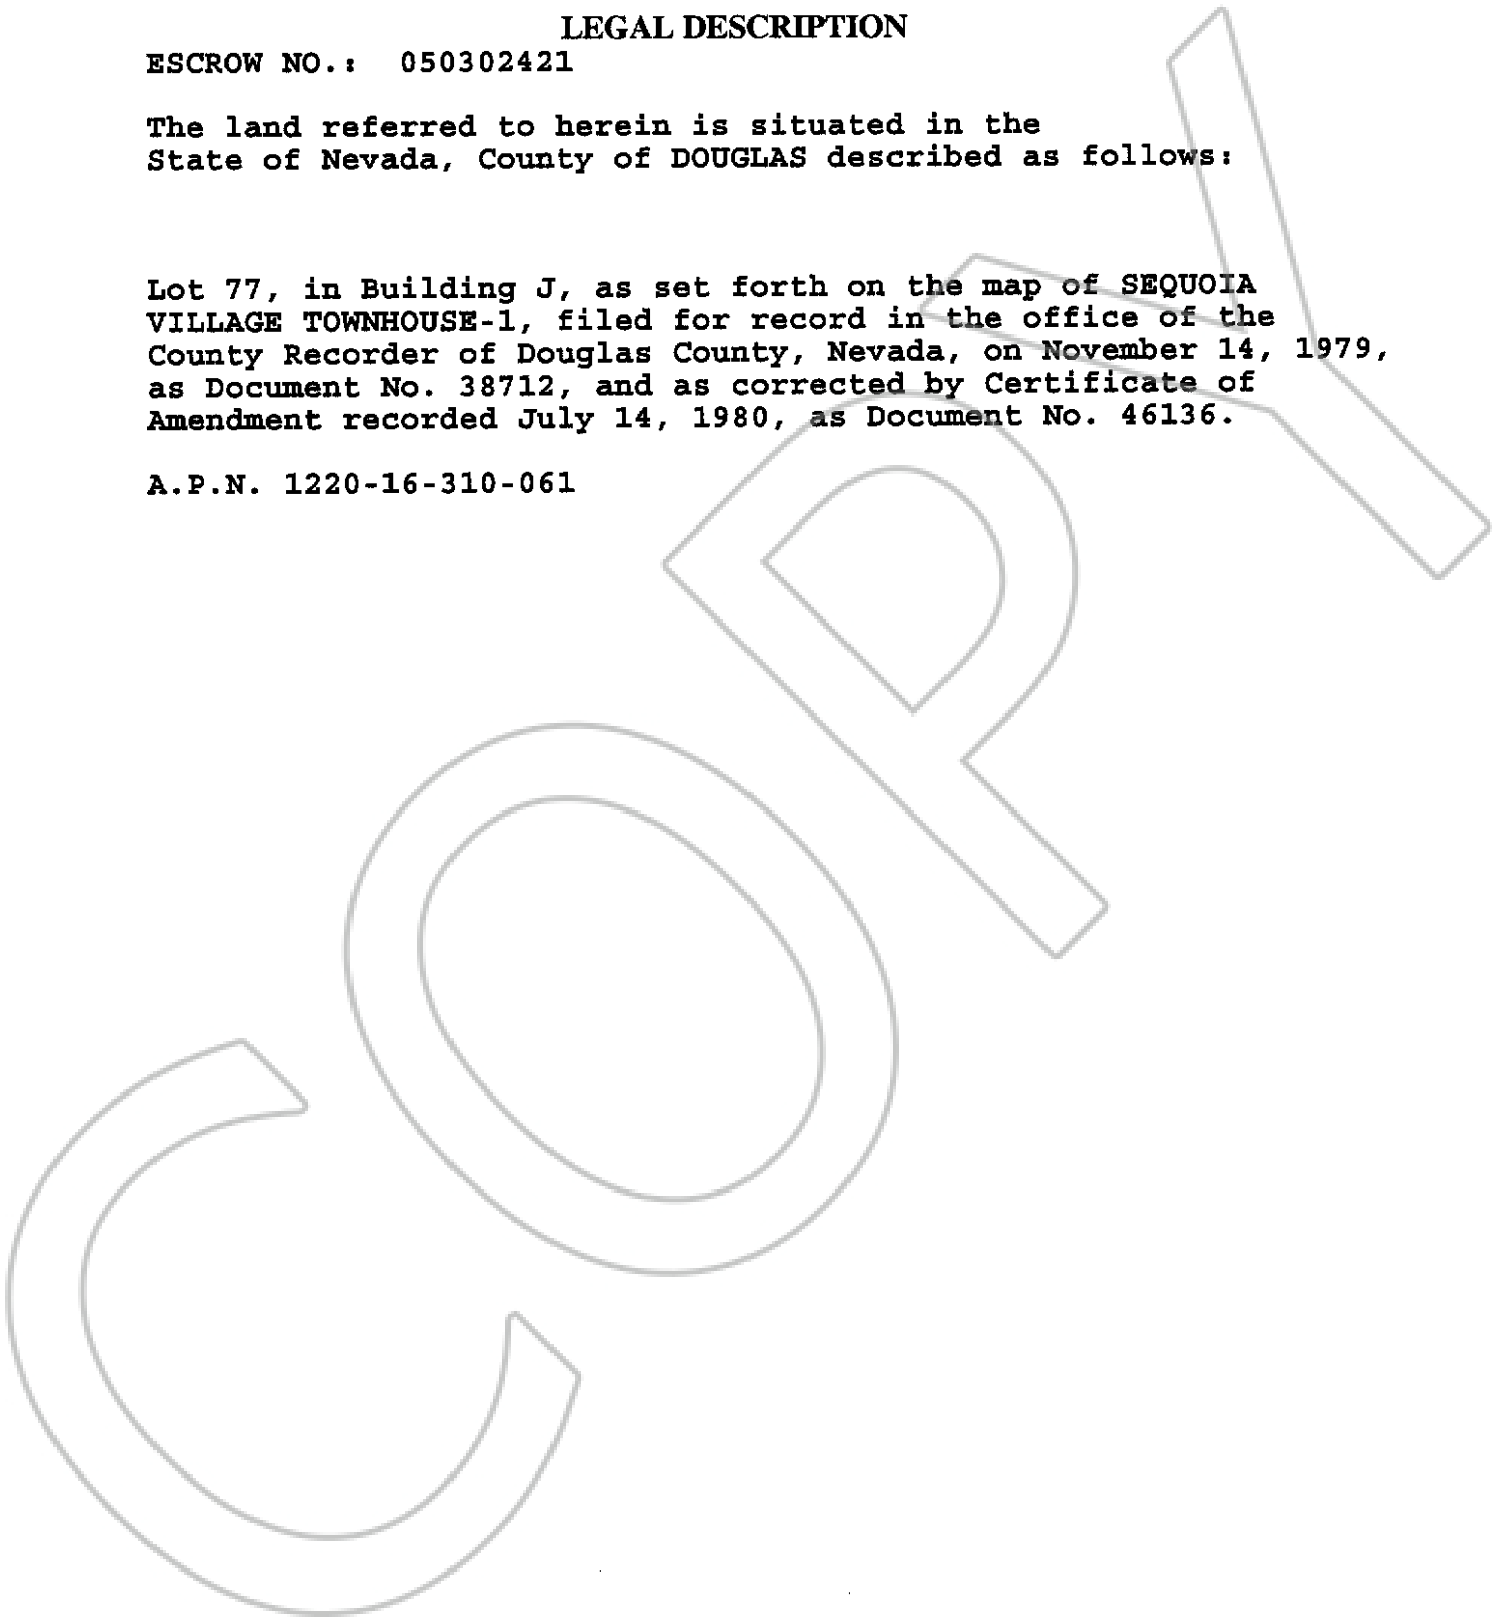 LEGAL DESCRIPTION
ESCROW NO.: 050302421
The land referred to herein is situated in the
State of Nevada, County of DOUGLAS described as follows:
Lot 77, in Building J, as set forth on the map of SEQUOIA
VILLAGE TOWNHOUSE-1, filed for record in the office of the
County Recorder of Douglas County, Nevada, on November 14, 1979,
as Document No. 38712, and as corrected by Certificate of
Amendment recorded July 14, 1980, as Document No. 46136.
A.P.N. 1220-16-310-061
COPY